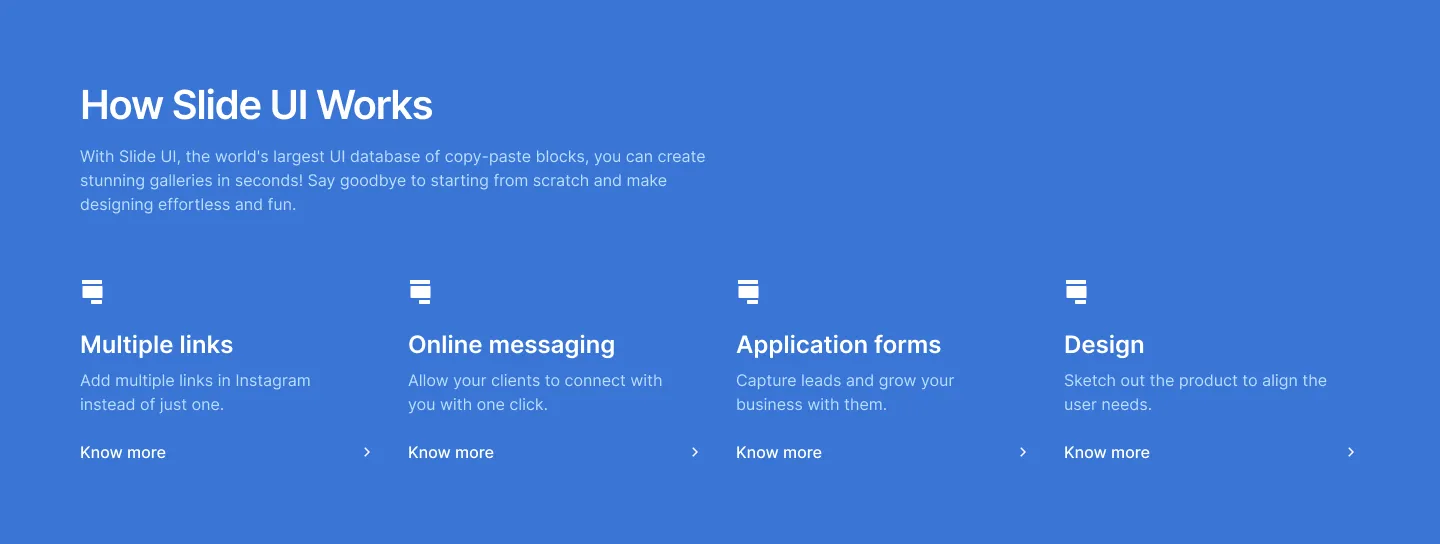 How Slide UI Works
With Slide UI, the world's largest UI database of copy-paste blocks, you can create
stunning galleries in seconds! Say goodbye to starting from scratch and make
designing effortless and fun.
Multiple links
Add multiple links in Instagram
instead of just one.
Know more
Online messaging
Allow your clients to connect with
you with one click.
Know more
Application forms
Capture leads and grow your
business with them.
Know more
Design
Sketch out the product to align the
user needs.
Know more